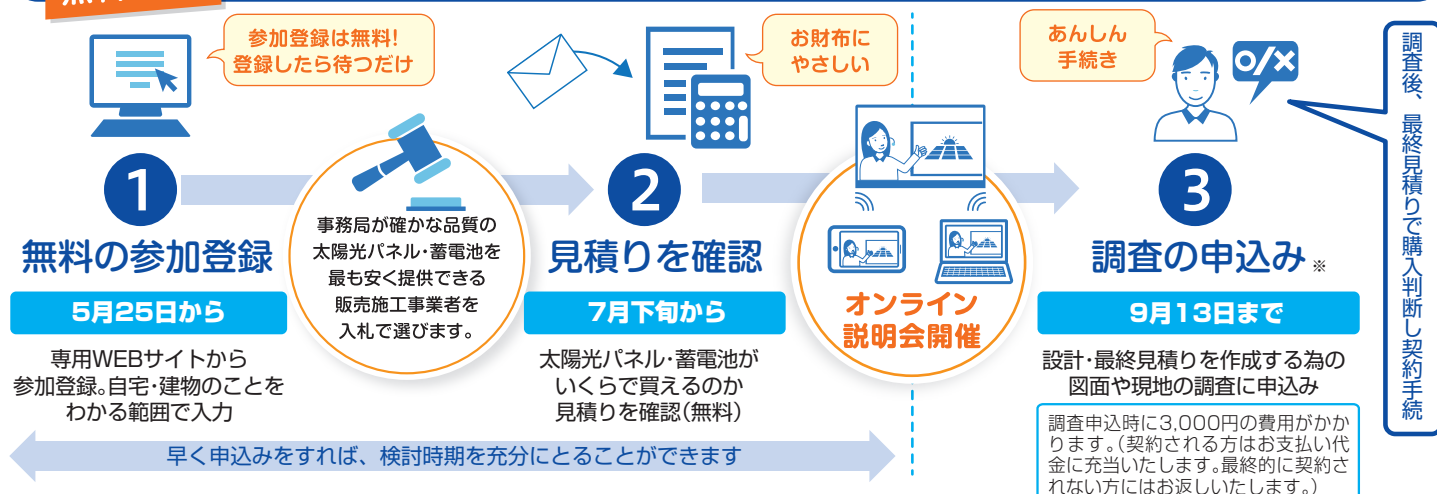 参加登録は無料!
登録したら待つだけ
1
無料の参加登録
5月25日から
専用WEBサイトから
参加登録。自宅・建物のことを
わかる範囲で入力
事務局が確かな品質の
太陽光パネル・蓄電池を
最も安く提供できる
販売施工事業者を
入札で選びます。
お財布に
やさしい
2
見積りを確認
7月下旬から
太陽光パネル・蓄電池が
いくらで買えるのか
見積りを確認(無料)
早く申込みをすれば、検討時期を充分にとることができます
オンライン
説明会開催
あんしん
手続き
o/×
3
調査の申込み※
9月13日まで
設計・最終見積りを作成する為の
図面や現地の調査に申込み
調査申込時に3,000円の費用がかか
ります。(契約される方はお支払い代
金に充当いたします。最終的に契約さ
れない方にはお返しいたします。)
調査後、最終見積りで購入判断し契約手続